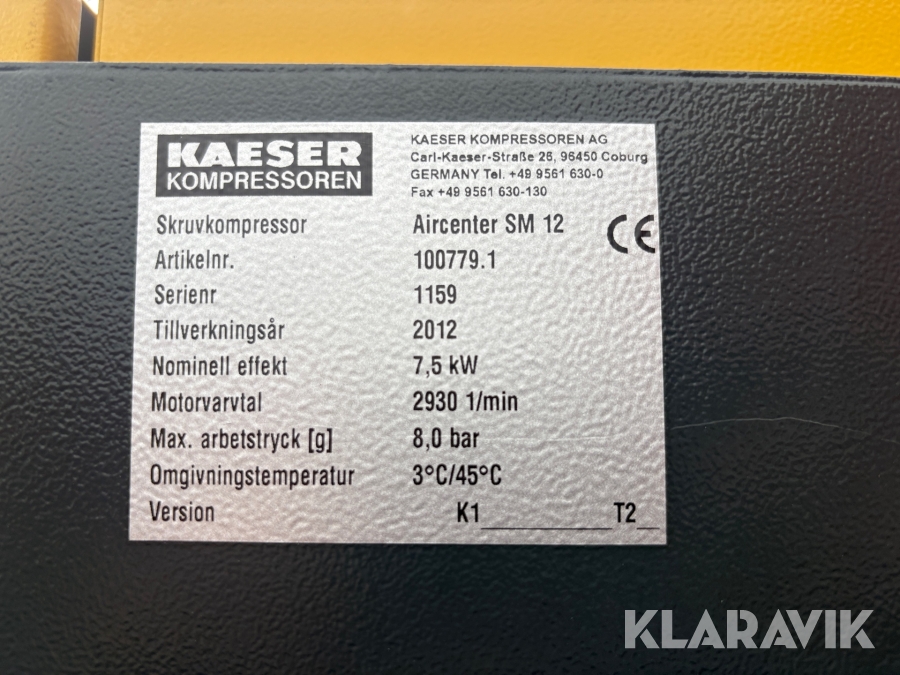 KAESER
KOMPRESSOREN
KAESER KOMPRESSOREN AG
Carl-Kaeser-Straße 26, 96450 Coburg
GERMANY Tel. +49 9561 630-0
Fax +49 9561 630-130
CE
Skruvkompressor Aircenter SM 12
Artikelnr. 100779.1
Serienr 1159
Tillverkningsår 2012
Nominell effekt 7,5 kW
Motorvarvtal 2930 1/min
Max. arbetstryck [g] 8,0 bar
Omgivningstemperatur 3°C/45°C
Version K1__________T2__
KLARAVIK